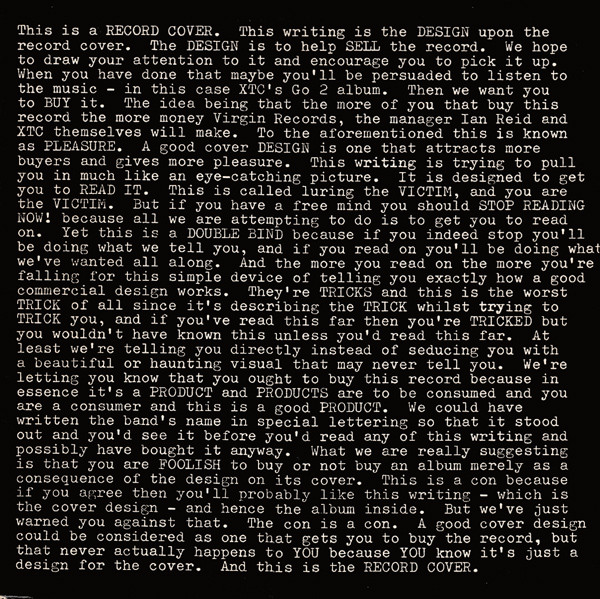 This is a RECORD COVER. This writing is the DESIGN upon the
record cover. The DESIGN is to help SELL the record. We hope
to draw your attention to it and encourage you to pick it up.
When you have done that maybe you'll be persuaded to listen to
the music - in this case XTC's Go 2 album. Then we want you
to BUY it. The idea being that the more of you that buy this
record the more money Virgin Records, the manager Ian Reid and
XTC themselves will make. To the aforementioned this is known
as PLEASURE. A good cover DESIGN is one that attracts more
buyers and gives more pleasure. This writing is trying to pull
you in much like an eye-catching picture. It is designed to get
you to READ IT. This is called luring the VICTIM, and you are
the VICTIM. But if you have a free mind you should STOP READING
NOW! because all we are attempting to do is to get you to read
on. Yet this is a DOUBLE BIND because if you indeed stop you'll
be doing what we tell you, and if you read on you'll be doing what
we've wanted all along. And the more you read on the more you're
falling for this simple device of telling you exactly how a good
commercial design works. They're TRICKS and this is the worst
TRICK of all since it's describing the TRICK whilst trying to
TRICK you, and if you've read this far then you're TRICKED but
you wouldn't have known this unless you'd read this far. At
least we're telling you directly instead of seducing you with
a beautiful or haunting visual that may never tell you. We're
letting you know that you ought to buy this record because in
essence it's a PRODUCT and PRODUCTS are to be consumed and you
are a consumer and this is a good PRODUCT. We could have
written the band's name in special lettering so that it stood
out and you'd see it before you'd read any of this writing and
possibly have bought it anyway. What we are really suggesting
is that you are FOOLISH to buy or not buy an album merely as a
consequence of the design on its cover. This is a con because
if you agree then you'll probably like this writing - which is
the cover design - and hence the album inside. But we've just
warned you against that. The con is a con. A good cover design
could be considered as one that gets you to buy the record, but
that never actually happens to YOU because YOU know it's just a
design for the cover. And this is the RECORD COVER.